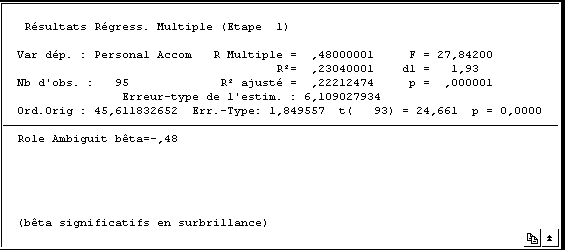 Résultats Régress. Multiple (Etape 1)
Var dép. : Personal Accom R Multiple = ,48000001 F = 27,84200
R²= ,23040001 dl = 1,93
Nb d'obs. : 95 R² ajusté = ,22212474 p = ,000001
Erreur-type de l'estim. : 6,109027934
Ord.Orig : 45,611832652 Err.-Type: 1,849557 t( 93) = 24,661 p = 0,0000
Role Ambiguit bêta=-,48
(bêta significatifs en surbrillance)